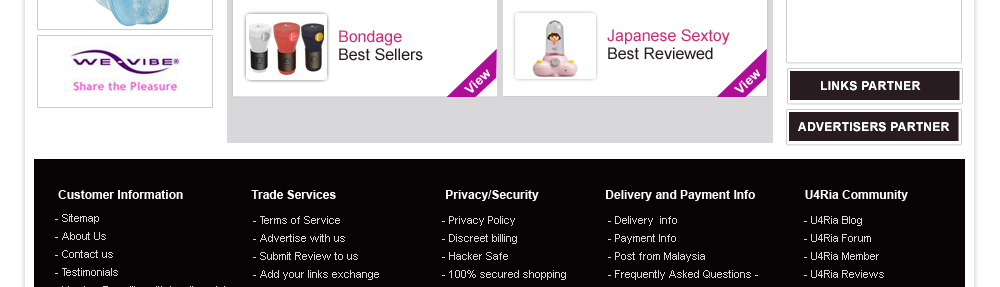 WE-VIBE®
Share the Pleasure
Bondage
Best Sellers
View
Japanese Sextoy
Best Reviewed
View
LINKS PARTNER
ADVERTISERS PARTNER
Customer Information
- Sitemap
- About Us
- Contact us
- Testimonials
Trade Services
- Terms of Service
- Advertise with us
- Submit Review to us
- Add your links exchange
Privacy/Security
- Privacy Policy
- Discreet billing
- Hacker Safe
- 100% secured shopping
Delivery and Payment Info
- Delivery  info
- Payment Info
- Post from Malaysia
- Frequently Asked Questions -
U4Ria Community
- U4Ria Blog
- U4Ria Forum
- U4Ria Member
- U4Ria Reviews